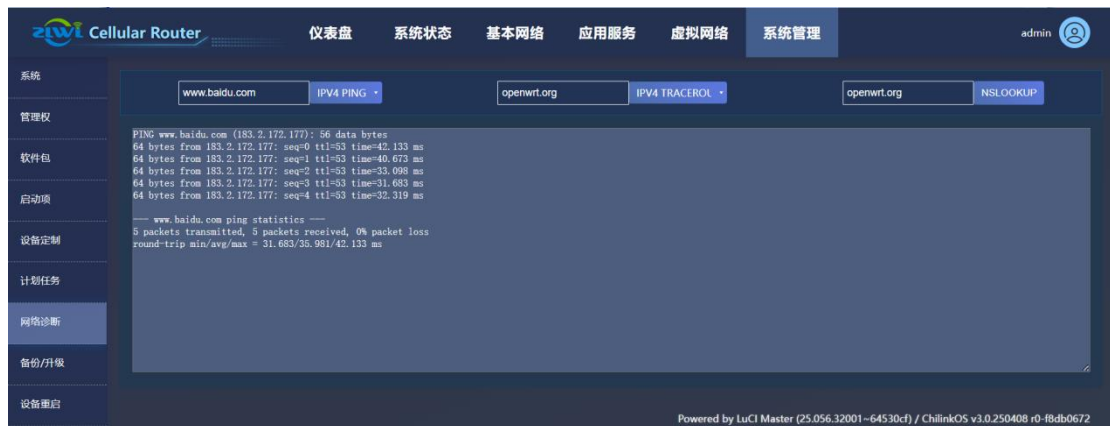 ziwi Cellular Router 仪表盘 系统状态 基本网络 应用服务 虚拟网络 系统管理 admin
系统
管理权
软件包
启动项
设备定制
计划任务
网络诊断
备份/升级
设备重启
www.baidu.com IPV4 PING openwrt.org IPV4 TRACEROL openwrt.org NSLOOKUP
PING www.baidu.com (183.2.172.177): 56 data bytes
64 bytes from 183.2.172.177: seq=0 ttl=53 time=42.133 ms
64 bytes from 183.2.172.177: seq=1 ttl=53 time=40.673 ms
64 bytes from 183.2.172.177: seq=2 ttl=53 time=33.098 ms
64 bytes from 183.2.172.177: seq=3 ttl=53 time=31.683 ms
64 bytes from 183.2.172.177: seq=4 ttl=53 time=32.319 ms
--- www.baidu.com ping statistics ---
5 packets transmitted, 5 packets received, 0% packet loss
round-trip min/avg/max = 31.683/35.981/42.133 ms
Powered by LuCI Master (25.056.32001~64530cf) / ChilinkOS v3.0.250408 r0-f8db0672